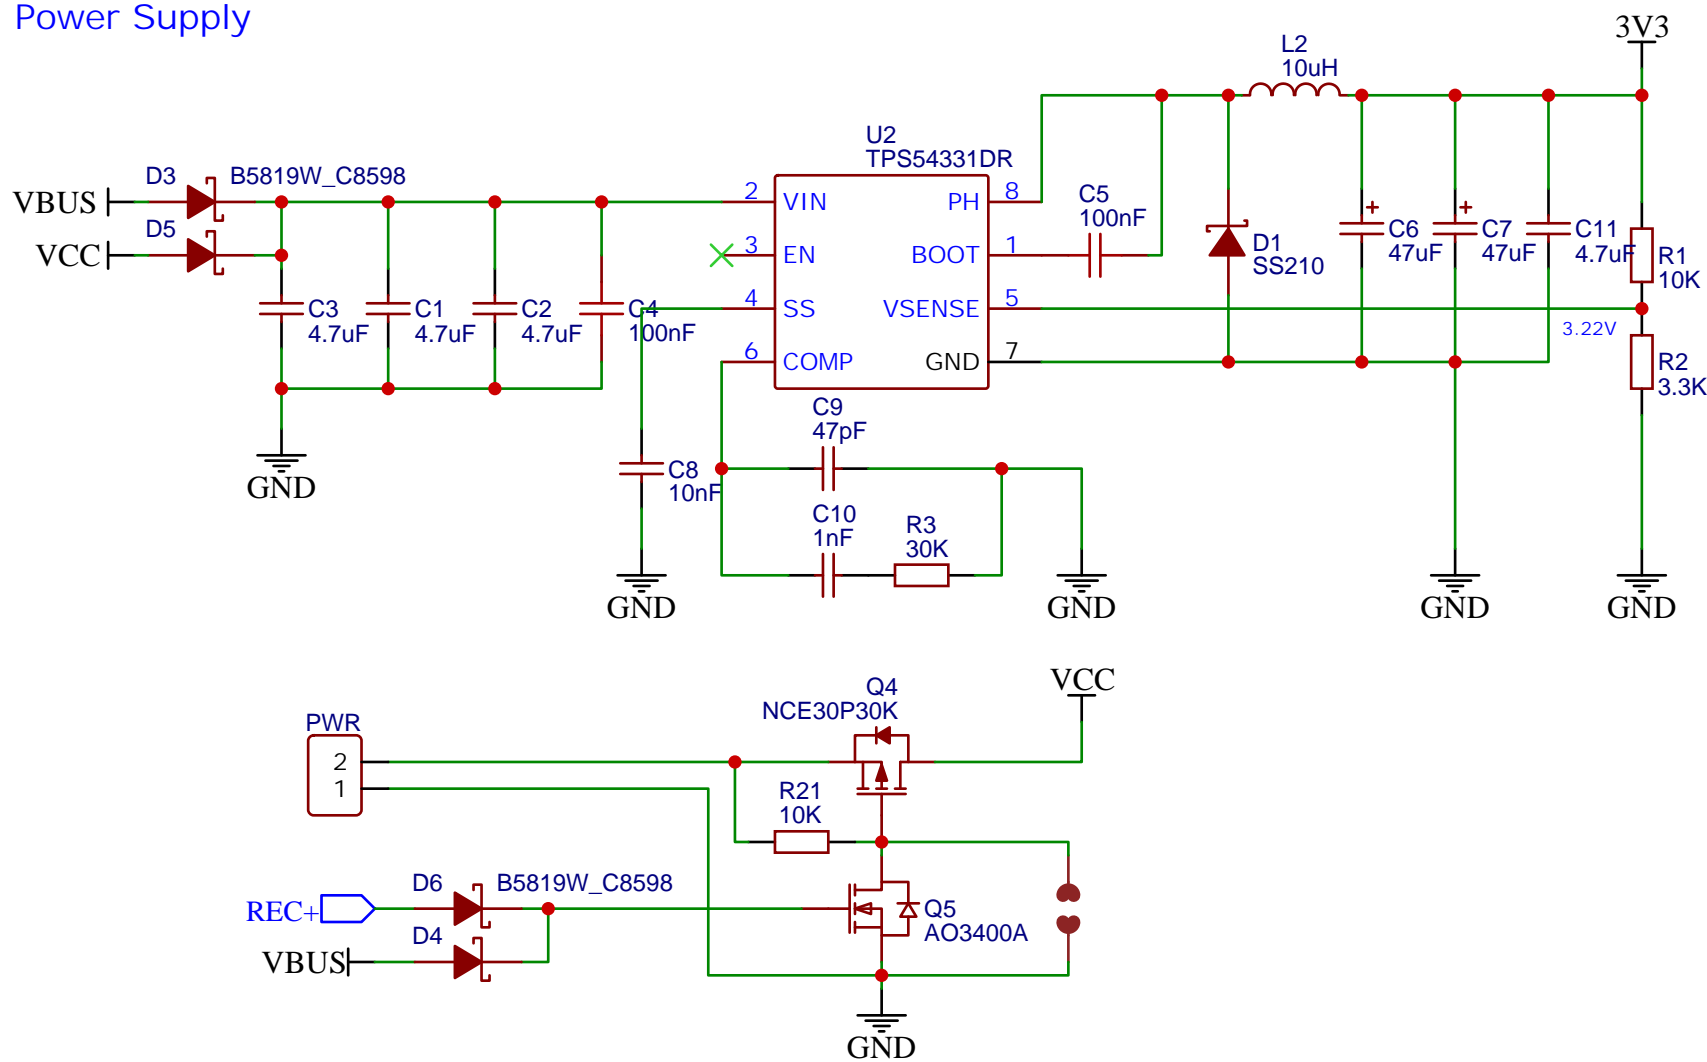 Power Supply
3V3
L2
10uH
U2
TPS54331DR
D3
B5819W_C8598
VBUS
2
VIN
PH
8
C5
100nF
D5
VCC
3
EN
BOOT
1
D1
SS210
C6
47uF
C7
47uF
C11
4.7uF
R1
10K
C3
4.7uF
C1
4.7uF
C2
4.7uF
C4
100nF
4
SS
VSENSE
5
3.22V
6
COMP
GND
7
R2
3.3K
C9
47pF
C8
10nF
GND
C10
1nF
R3
30K
GND
GND
GND
GND
Q4
NCE30P30K
VCC
PWR
2
1
R21
10K
D6
B5819W_C8598
REC+
Q5
AO3400A
D4
VBUS
GND